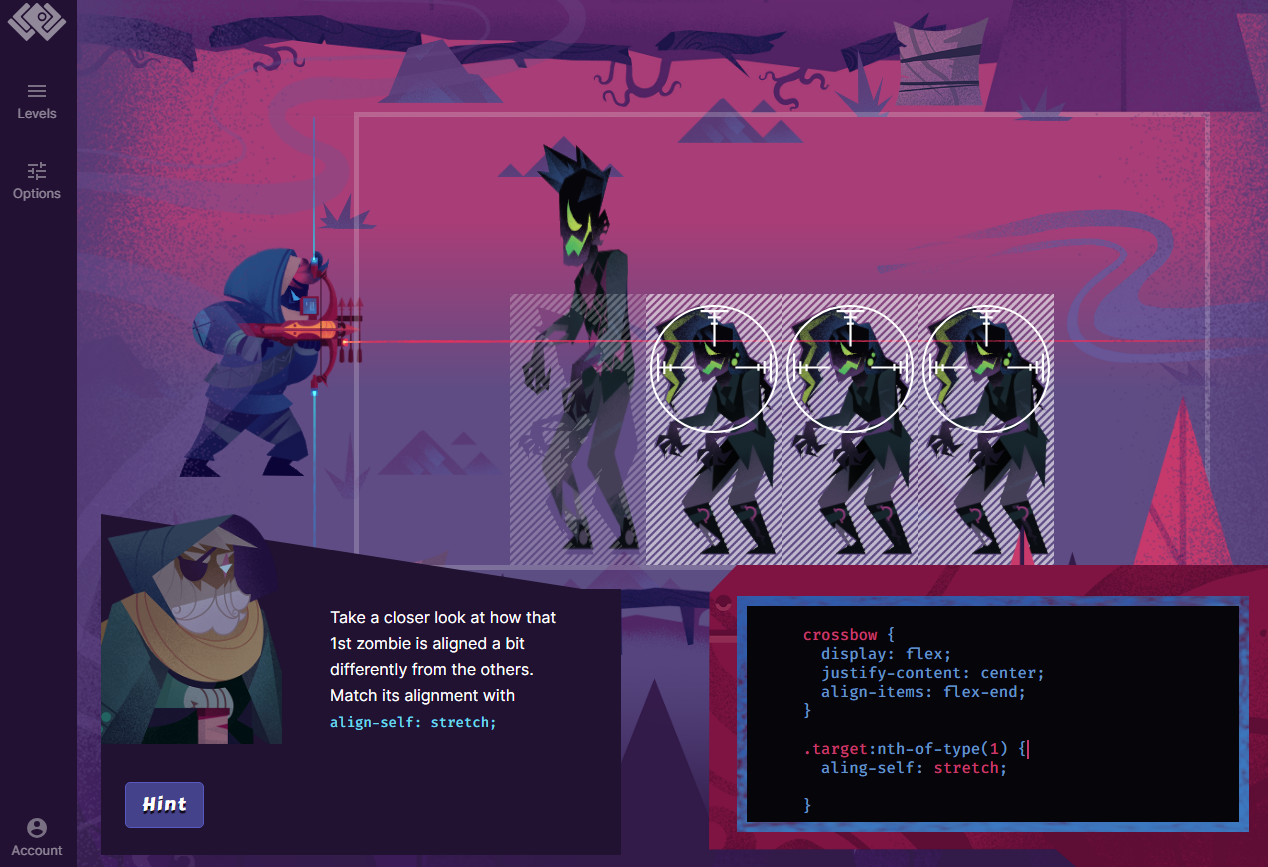 Levels
Options
Take a closer look at how that
1st zombie is aligned a bit
differently from the others.
Match its alignment with
align-self: stretch;
Hint
crossbow {
display: flex;
justify-content: center;
align-items: flex-end;
}
.target:nth-of-type(1) {
aling-self: stretch;
}
Account